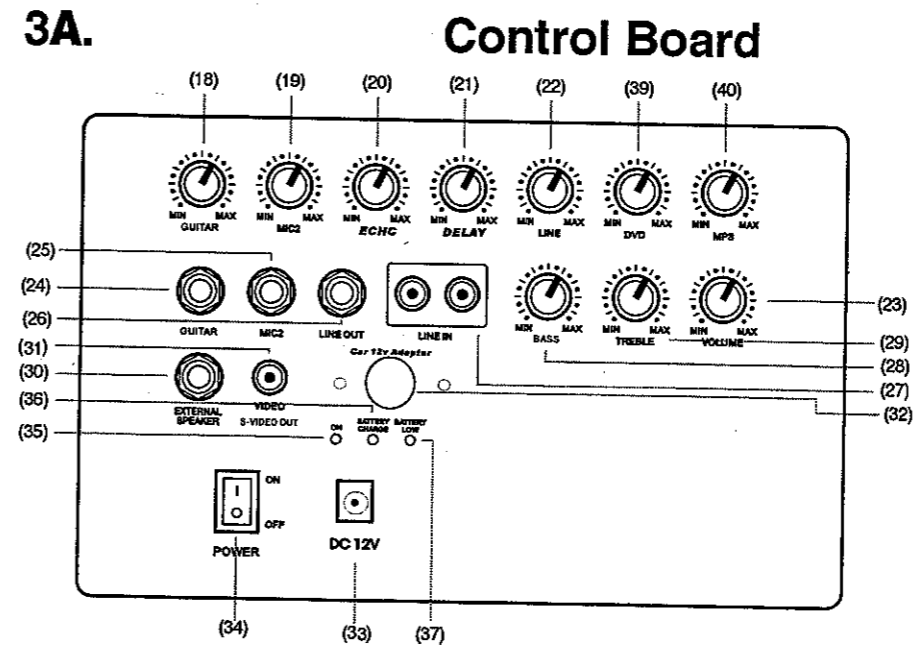 3A. Control Board
(18) (19) (20) (21) (22) (39) (40)
MIN MAX MIN MAX MIN MAX MIN MAX MIN MAX MIN MAX MIN MAX
GUITAR MIC2 ECHC DELAY LINE DVD MP3
(25)
(24)
(26)
GUITAR MIC2 LINE OUT LINE IN
MIN MAX MIN MAX MIN MAX
BASS TREBLE VOLUME
(23)
(29)
(28)
(27)
(32)
(31)
(30)
(36)
(35)
Car 12v Adaptor
EXTERNAL SPEAKER
VIDEO
S-VIDEO OUT
ON
BATTERY CHARGE
BATTERY LOW
ON
OFF
POWER
DC 12V
(34) (33) (37)